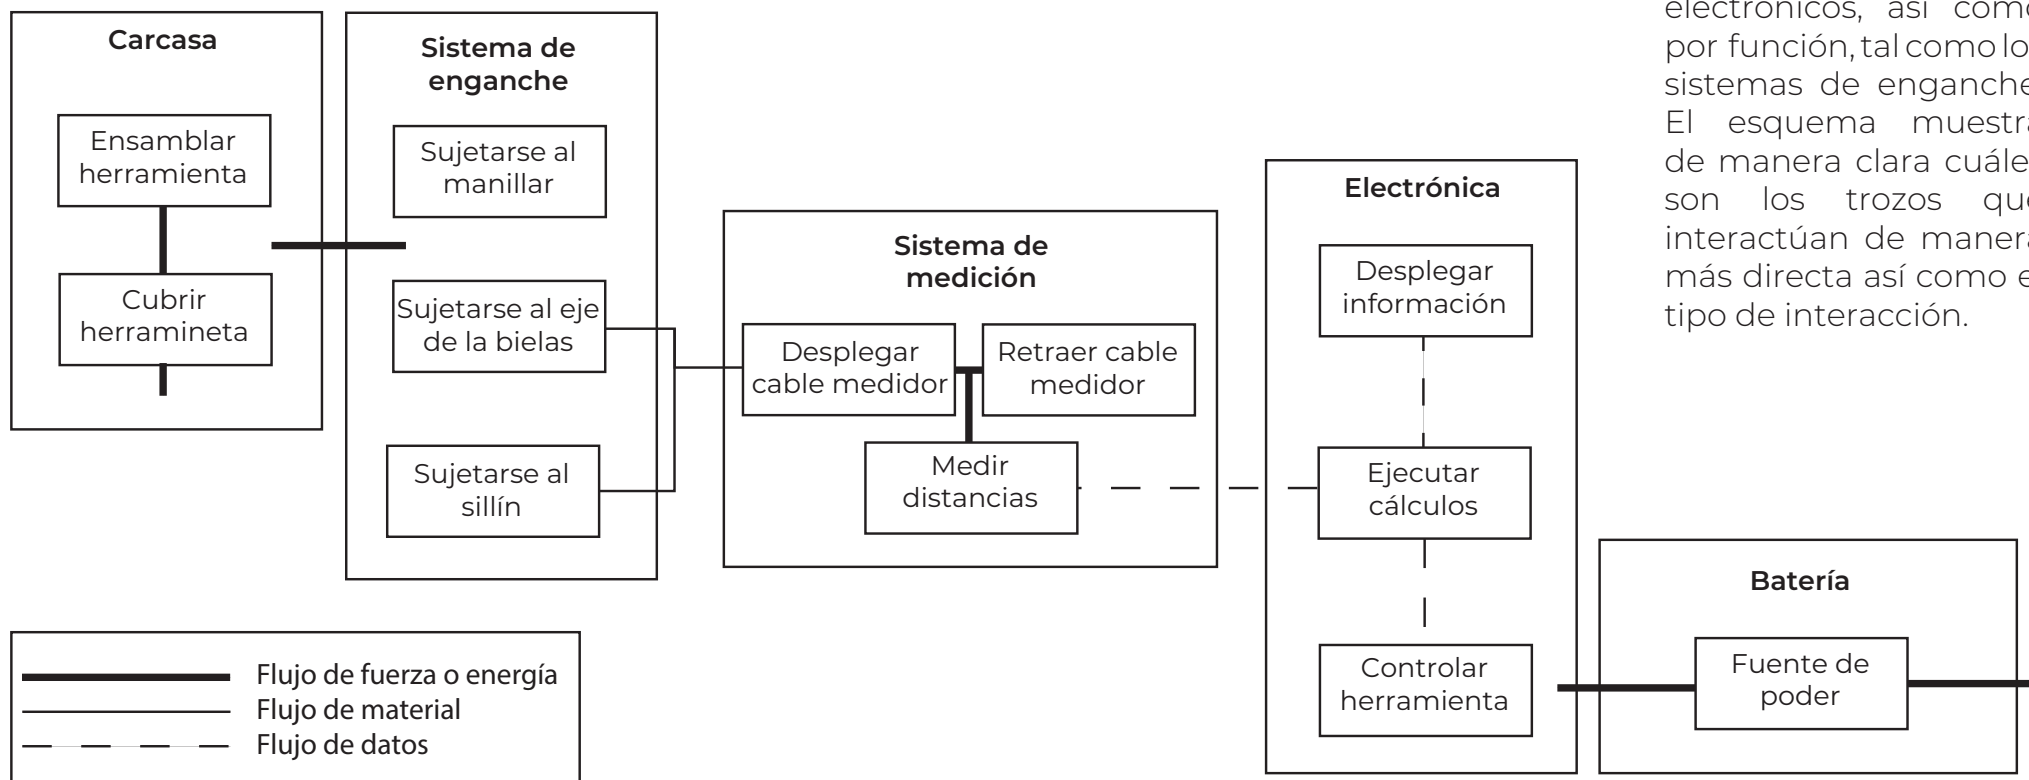 Carcasa
Ensamblar
herramienta
Cubrir
herramineta
Sistema de
enganche
Sujetarse al
manillar
Sujetarse al eje
de la bielas
Sujetarse al
sillín
Sistema de
medición
Desplegar
cable medidor
Retraer cable
medidor
Medir
distancias
Electrónica
Desplegar
información
Ejecutar
cálculos
Controlar
herramienta
Batería
Fuente de
poder
Flujo de fuerza o energía
Flujo de material
Flujo de datos
electrónicos, así como
por función, tal como lo
sistemas de enganche
El esquema muestra
de manera clara cuále
son los trozos que
interactúan de manera
más directa así como e
tipo de interacción.